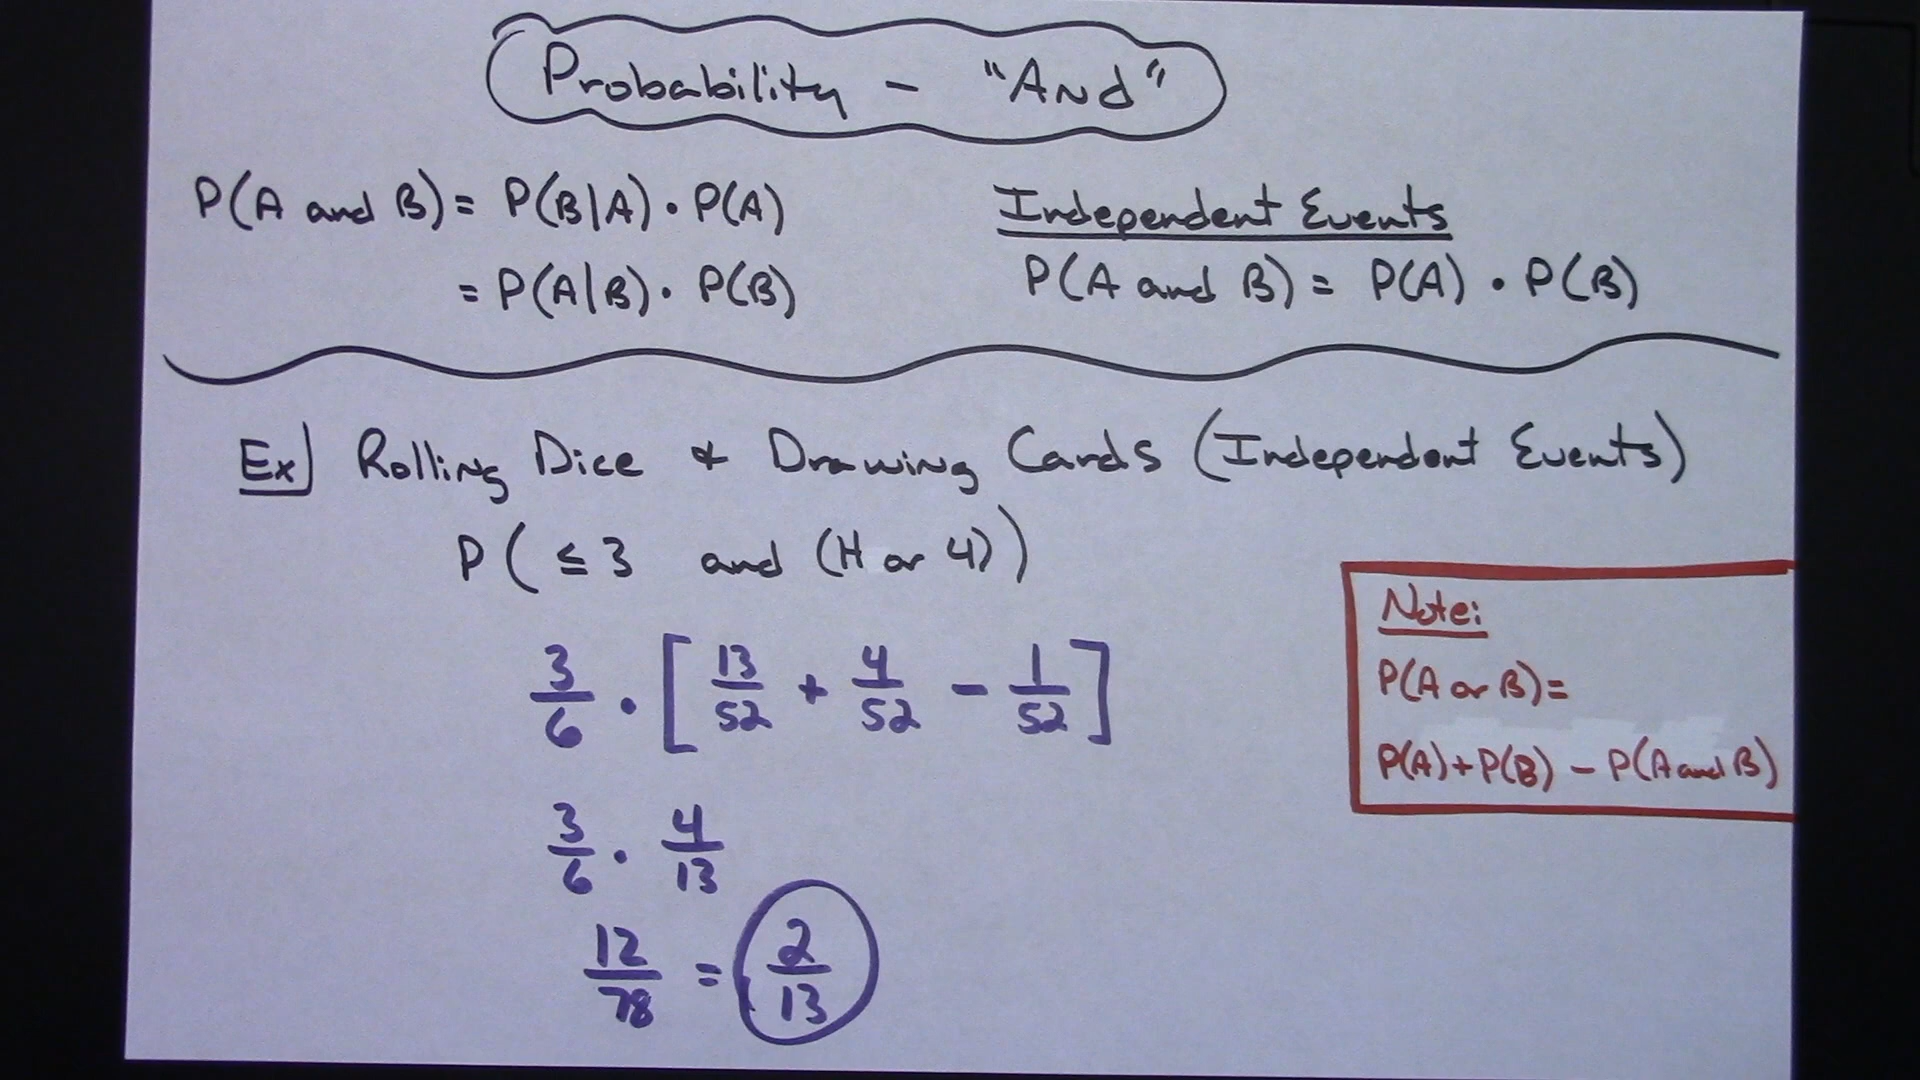 Probability - "And"
P(A and B) = P(B|A) · P(A)
= P(A|B) · P(B)
Independent Events
P(A and B) = P(A) · P(B)
Ex) Rolling Dice & Drawing Cards (Independent Events)
P( ≤ 3 and (H or 4))
3/6 · [13/52 + 4/52 - 1/52]
3/6 · 4/13
12/78 = 2/13
Note:
P(A or B) =
P(A) + P(B) - P(A and B)